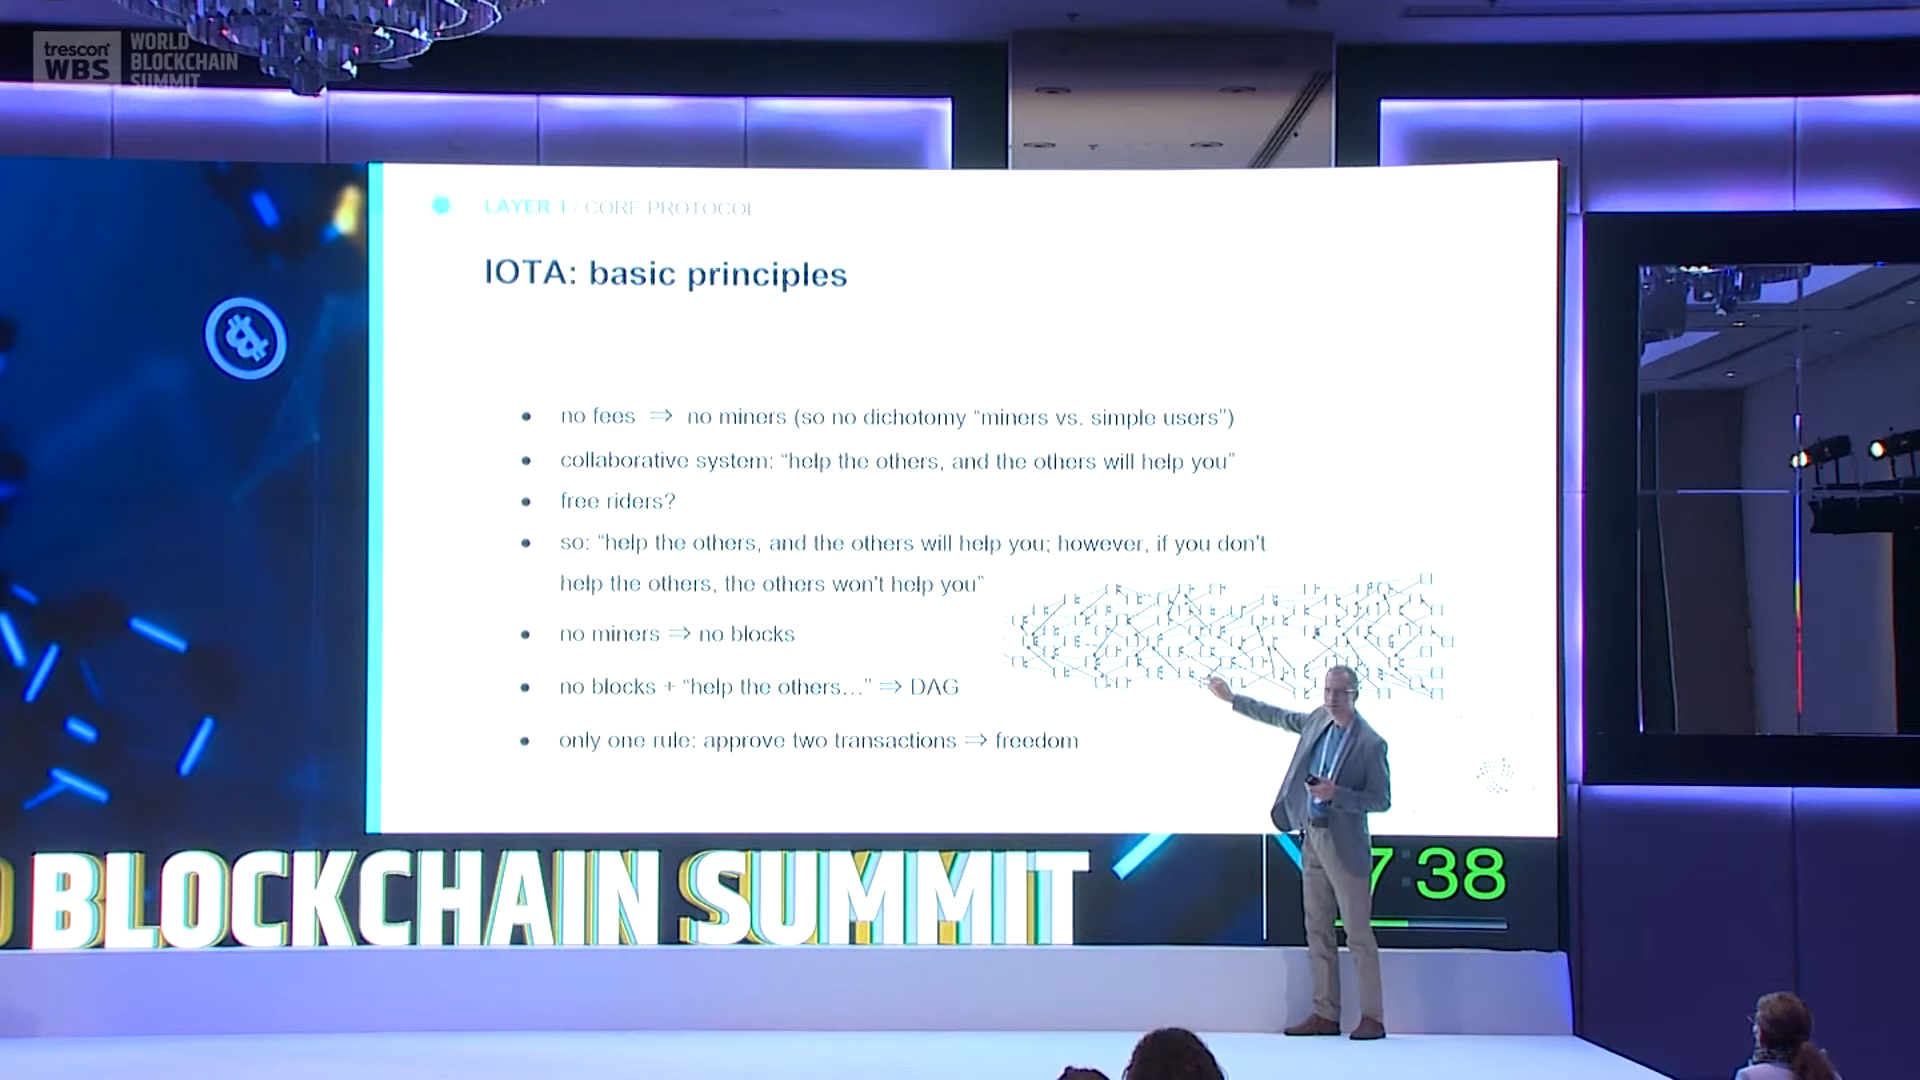 trescon
WBS
WORLD
BLOCKCHAIN
SUMMIT
LAYER 1 / CORE PROTOCOL
IOTA: basic principles
• no fees ⇒ no miners (so no dichotomy “miners vs. simple users”)
• collaborative system: “help the others, and the others will help you”
• free riders?
• so: “help the others, and the others will help you; however, if you don't
help the others, the others won't help you”
• no miners ⇒ no blocks
• no blocks + “help the others...” ⇒ DAG
• only one rule: approve two transactions ⇒ freedom
BLOCKCHAIN SUMMIT
7:38